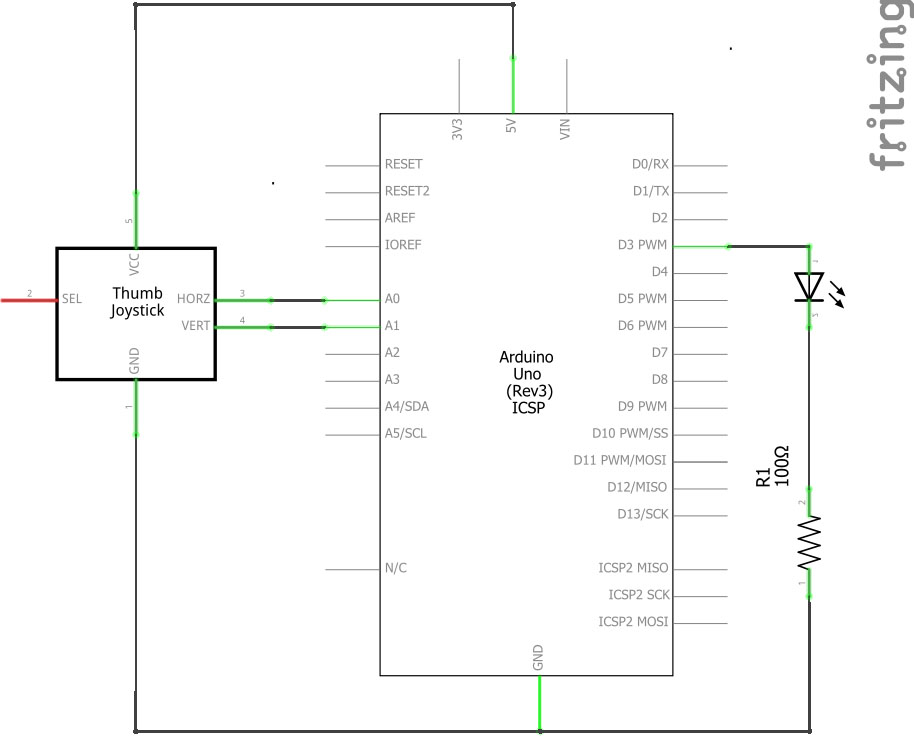 fritzing
3V3
5V
VIN
RESET
RESET2
AREF
IOREF
A0
A1
A2
A3
A4/SDA
A5/SCL
N/C
D0/RX
D1/TX
D2
D3 PWM
D4
D5 PWM
D6 PWM
D7
D8
D9 PWM
D10 PWM/SS
D11 PWM/MOSI
D12/MISO
D13/SCK
ICSP2 MISO
ICSP2 SCK
ICSP2 MOSI
GND
Arduino
Uno
(Rev3)
ICSP
5
VCC
2
SEL
Thumb
Joystick
HORZ
3
VERT
4
GND
1
R1
100Ω
2
1